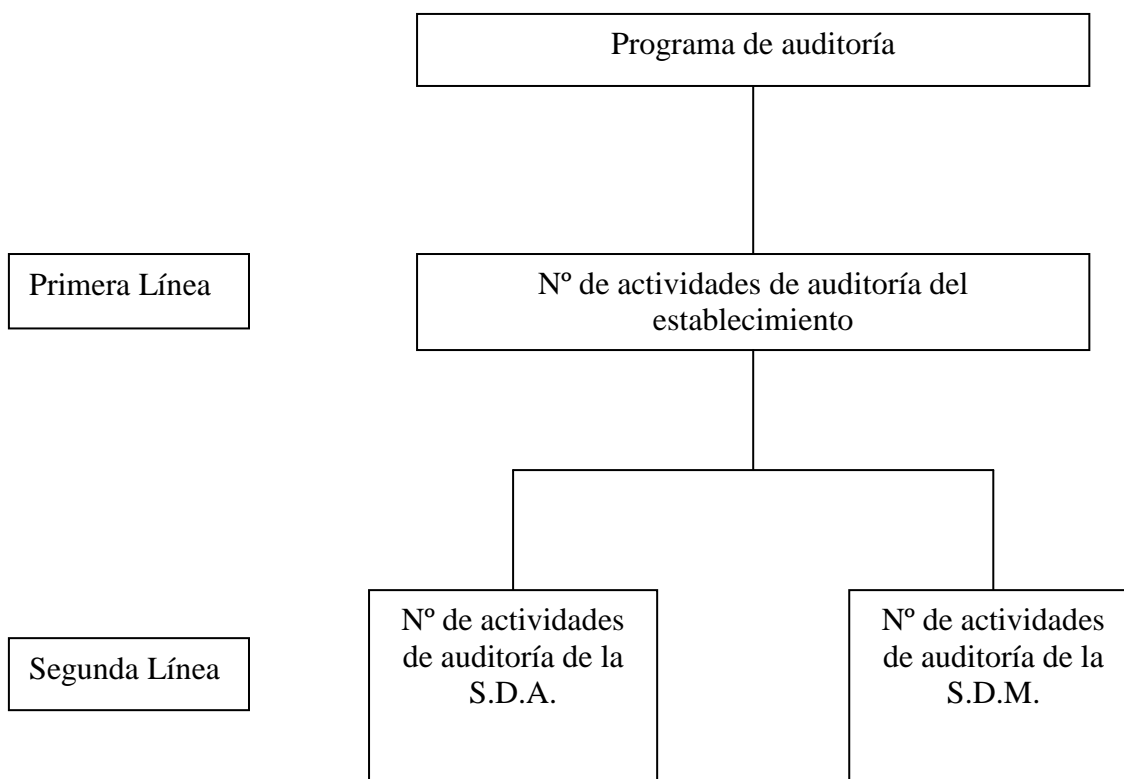 Programa de auditoría
Primera Línea
Nº de actividades de auditoría del
establecimiento
Segunda Línea
Nº de actividades
de auditoría de la
S.D.A.
Nº de actividades
de auditoría de la
S.D.M.